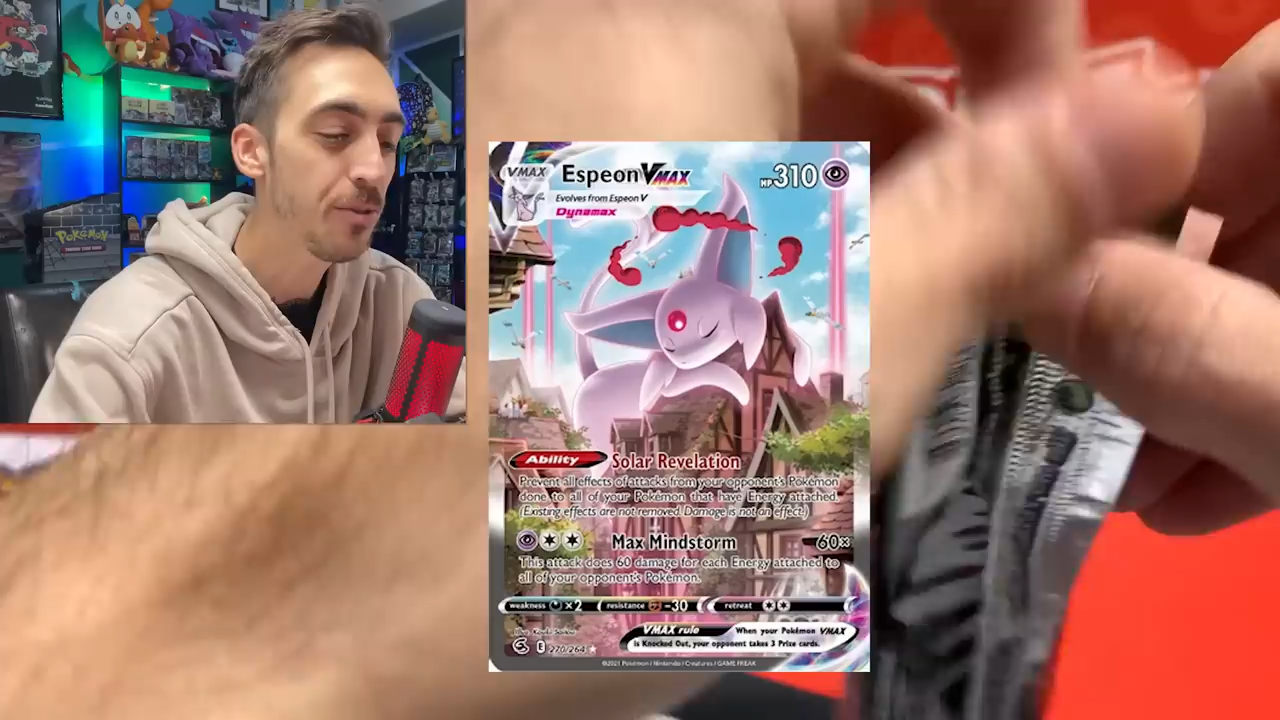 Pokémon
VMAX
Espeon VMAX
HP 310
Evolves from Espeon V
Dynamax
Ability
Solar Revelation
Prevent all effects of attacks from your opponent's Pokémon
done to all of your Pokémon that have Energy attached.
(Existing effects are not removed. Damage is not an effect.)
Max Mindstorm
60×
This attack does 60 damage for each Energy attached to
all of your opponent's Pokémon.
weakness ×2 resistance -30 retreat
VMAX rule
When your Pokémon VMAX
is Knocked Out, your opponent takes 3 Prize cards.
E 270/264
©2021 Pokémon / Nintendo / Creatures / GAME FREAK